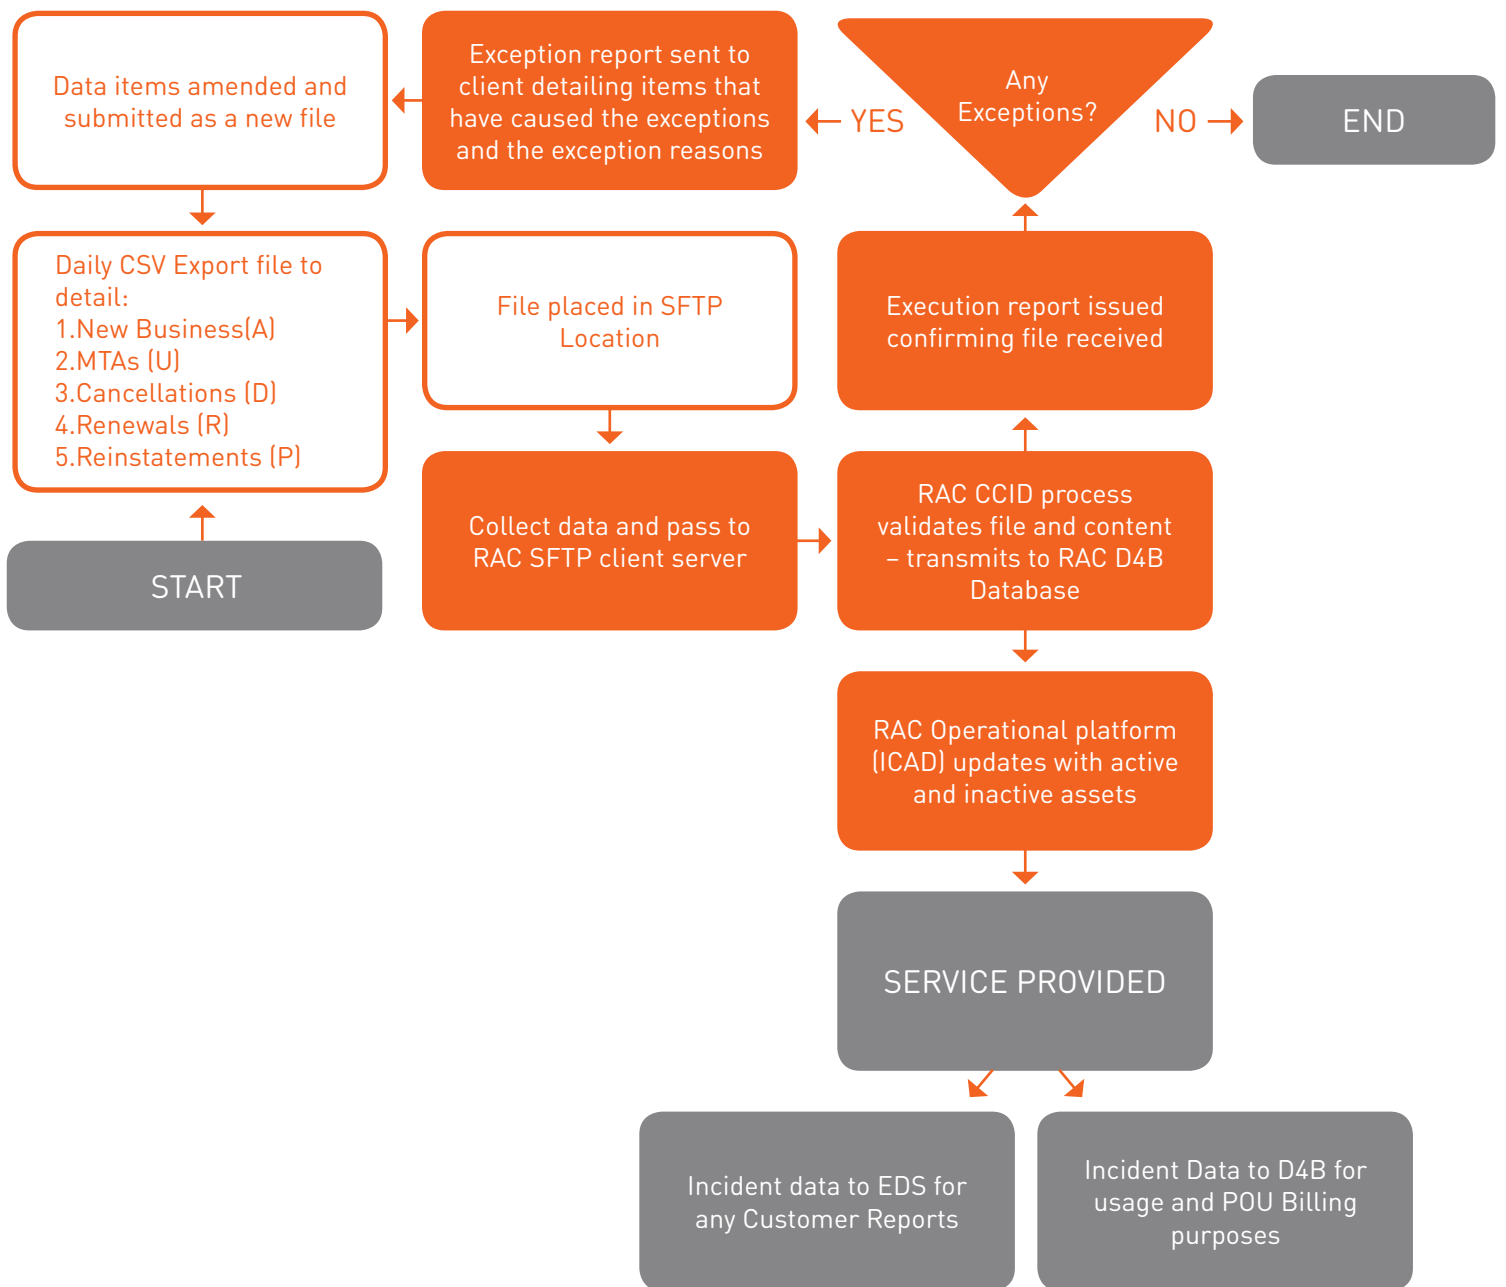 Data items amended and
submitted as a new file
Exception report sent to
client detailing items that
have caused the exceptions
and the exception reasons
YES
Any
Exceptions?
NO
END
Daily CSV Export file to
detail:
1.New Business(A)
2.MTAs (U)
3.Cancellations (D)
4.Renewals (R)
5.Reinstatements (P)
File placed in SFTP
Location
Execution report issued
confirming file received
START
Collect data and pass to
RAC SFTP client server
RAC CCID process
validates file and content
– transmits to RAC D4B
Database
RAC Operational platform
(ICAD) updates with active
and inactive assets
SERVICE PROVIDED
Incident data to EDS for
any Customer Reports
Incident Data to D4B for
usage and POU Billing
purposes